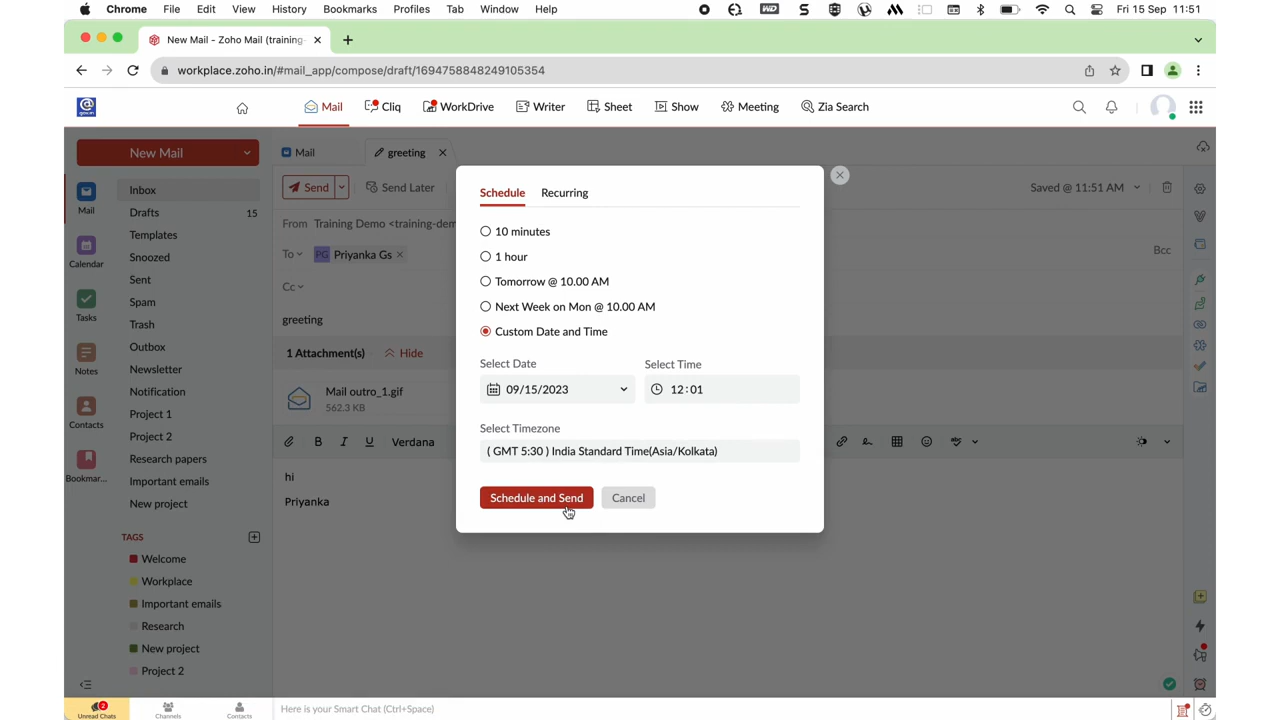 Chrome File Edit View History Bookmarks Profiles Tab Window Help
WD
Fri 15 Sep 11:51
New Mail - Zoho Mail (training-
workplace.zoho.in/#mail_app/compose/draft/1694758848249105354
@
gov.in
Mail Cliq WorkDrive Writer Sheet Show Meeting Zia Search
New Mail
Mail
greeting
Send
Send Later
Saved @ 11:51 AM
Mail
Calendar
Tasks
Notes
Contacts
Bookmar...
Inbox
Drafts 15
Templates
Snoozed
Sent
Spam
Trash
Outbox
Newsletter
Notification
Project 1
Project 2
Research papers
Important emails
New project
TAGS
Welcome
Workplace
Important emails
Research
New project
Project 2
From Training Demo <training-dem
To PG Priyanka Gs
Bcc
Cc
greeting
1 Attachment(s) Hide
Mail outro_1.gif
562.3 KB
B I U Verdana
hi
Priyanka
Schedule Recurring
10 minutes
1 hour
Tomorrow @ 10.00 AM
Next Week on Mon @ 10.00 AM
Custom Date and Time
Select Date Select Time
09/15/2023 12:01
Select Timezone
( GMT 5:30 ) India Standard Time(Asia/Kolkata)
Schedule and Send Cancel
2
Unread Chats
Channels
Contacts
Here is your Smart Chat (Ctrl+Space)